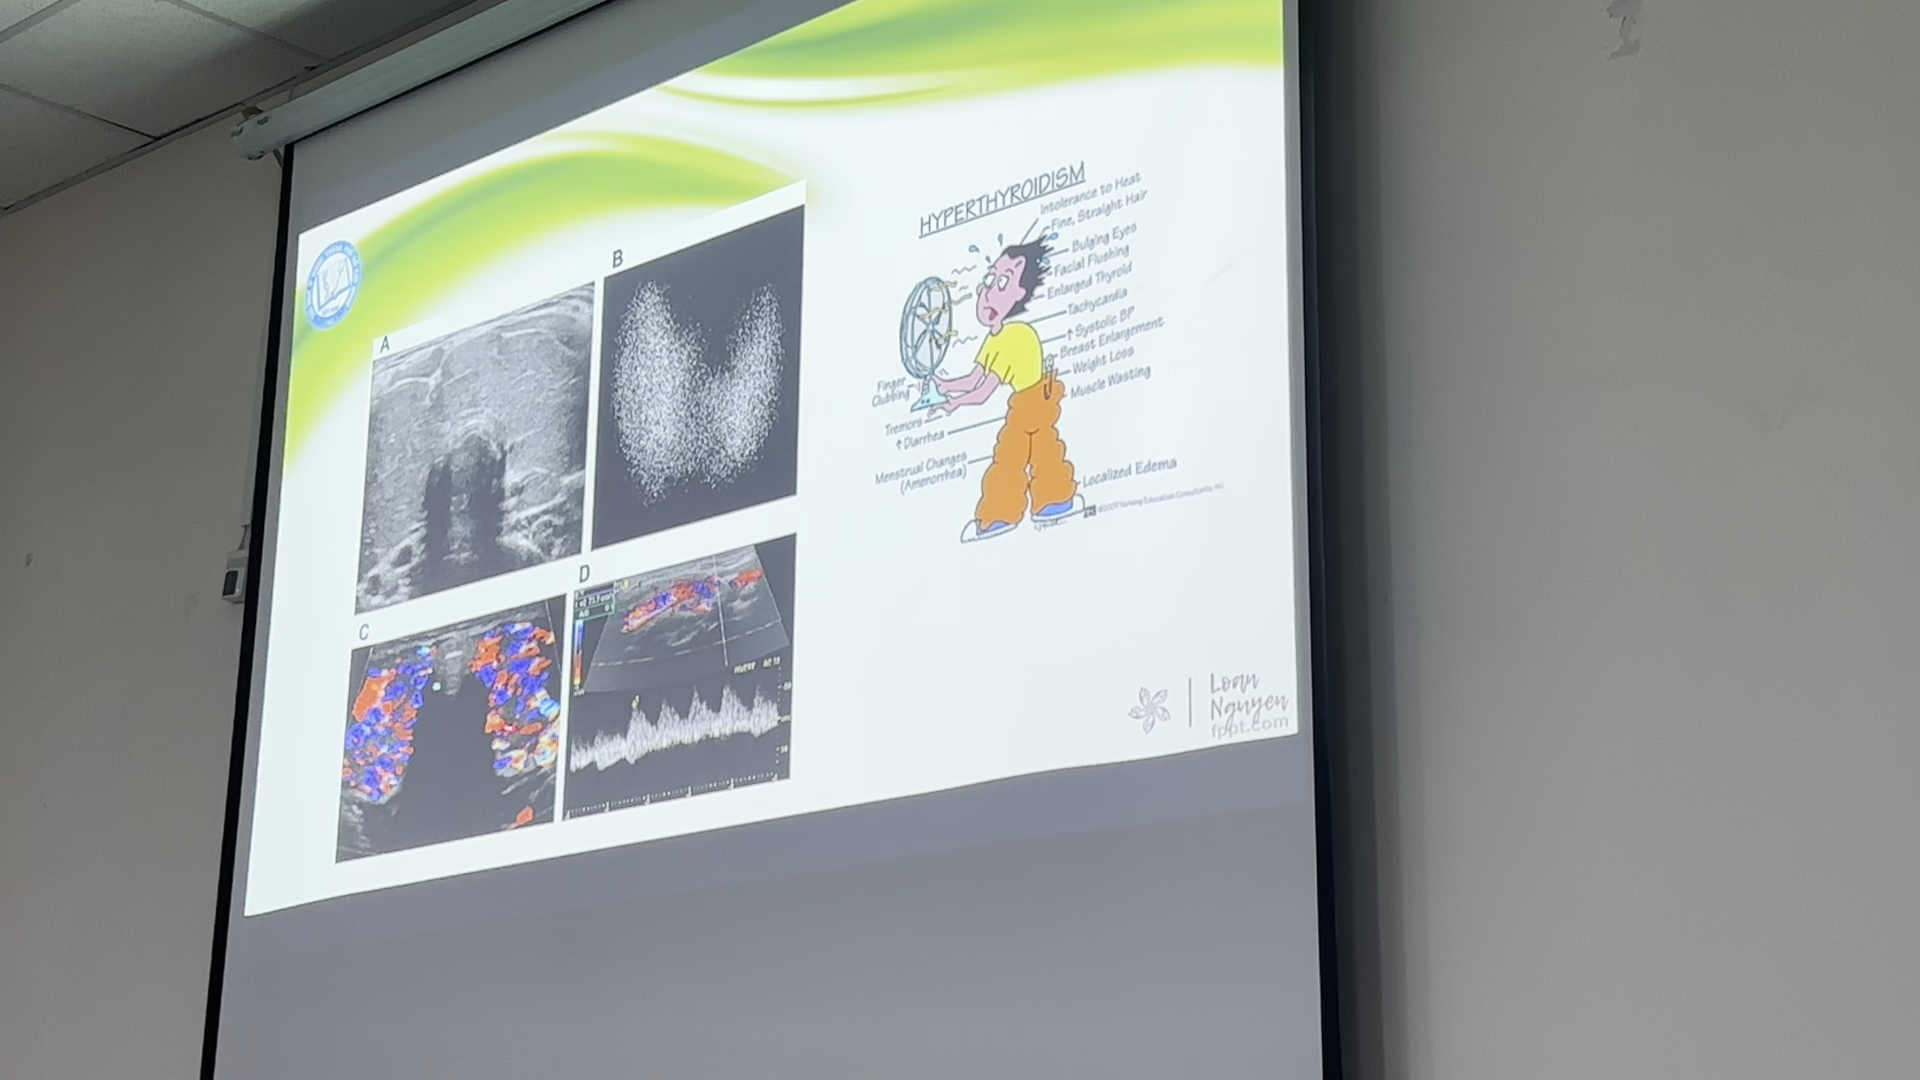 HYPERTHYROIDISM
Intolerance to Heat
Fine, Straight Hair
Bulging Eyes
Facial Flushing
Enlarged Thyroid
Tachycardia
↑ Systolic BP
Breast Enlargement
Weight Loss
Muscle Wasting
Finger
Clubbing
Tremors
↑ Diarrhea
Menstrual Changes
(Amenorrhea)
Localized Edema
A
B
C
D
Loan
Nguyen
fppt.com